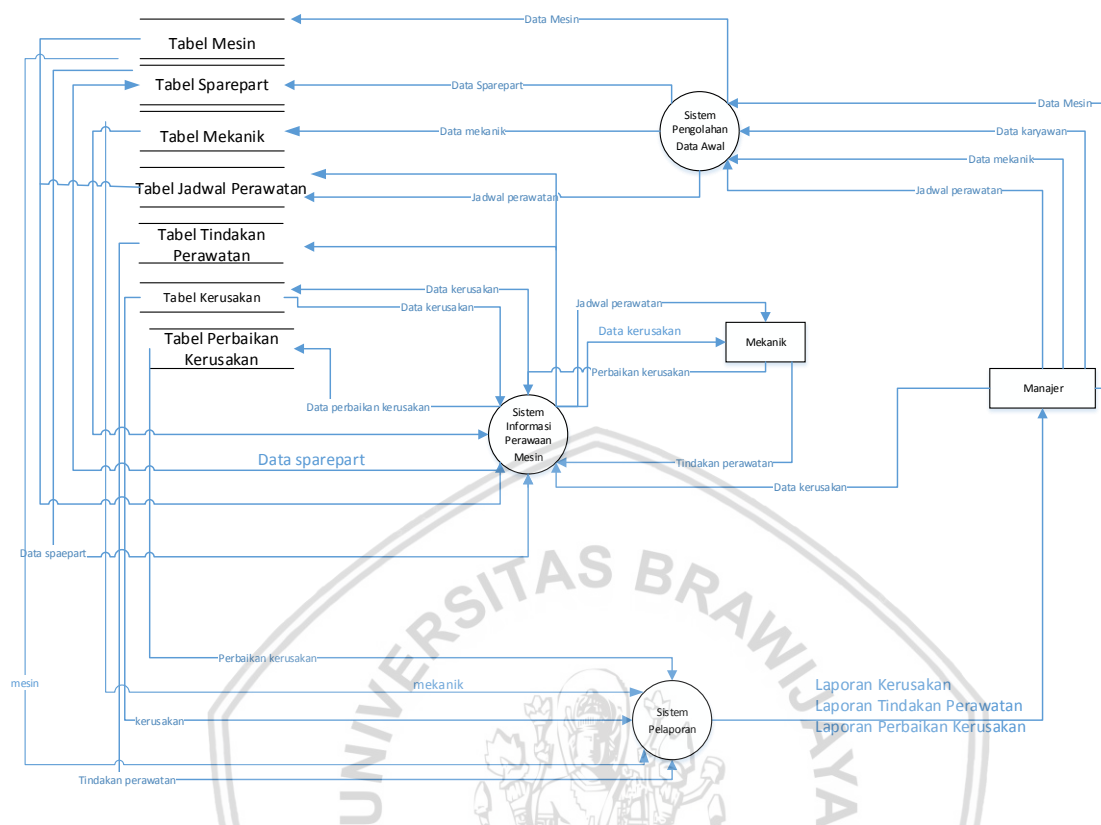 Data Mesin
Tabel Mesin
Tabel Sparepart
Data Sparepart
Sistem
Pengolahan
Data Awal
Data Mesin
Tabel Mekanik
Data mekanik
Data karyawan
Data mekanik
Tabel Jadwal Perawatan
Jadwal perawatan
Jadwal perawatan
Tabel Tindakan
Perawatan
Data kerusakan
Tabel Kerusakan
Data kerusakan
Jadwal perawatan
Data kerusakan
Mekanik
Tabel Perbaikan
Kerusakan
Perbaikan kerusakan
Manajer
Data perbaikan kerusakan
Sistem
Informasi
Perawaan
Mesin
Data sparepart
Tindakan perawatan
Data kerusakan
Data spaepart
UNIVERSITAS BRAWIJAYA
Perbaikan kerusakan
mesin
mekanik
Laporan Kerusakan
Laporan Tindakan Perawatan
Laporan Perbaikan Kerusakan
kerusakan
Sistem
Pelaporan
Tindakan perawatan